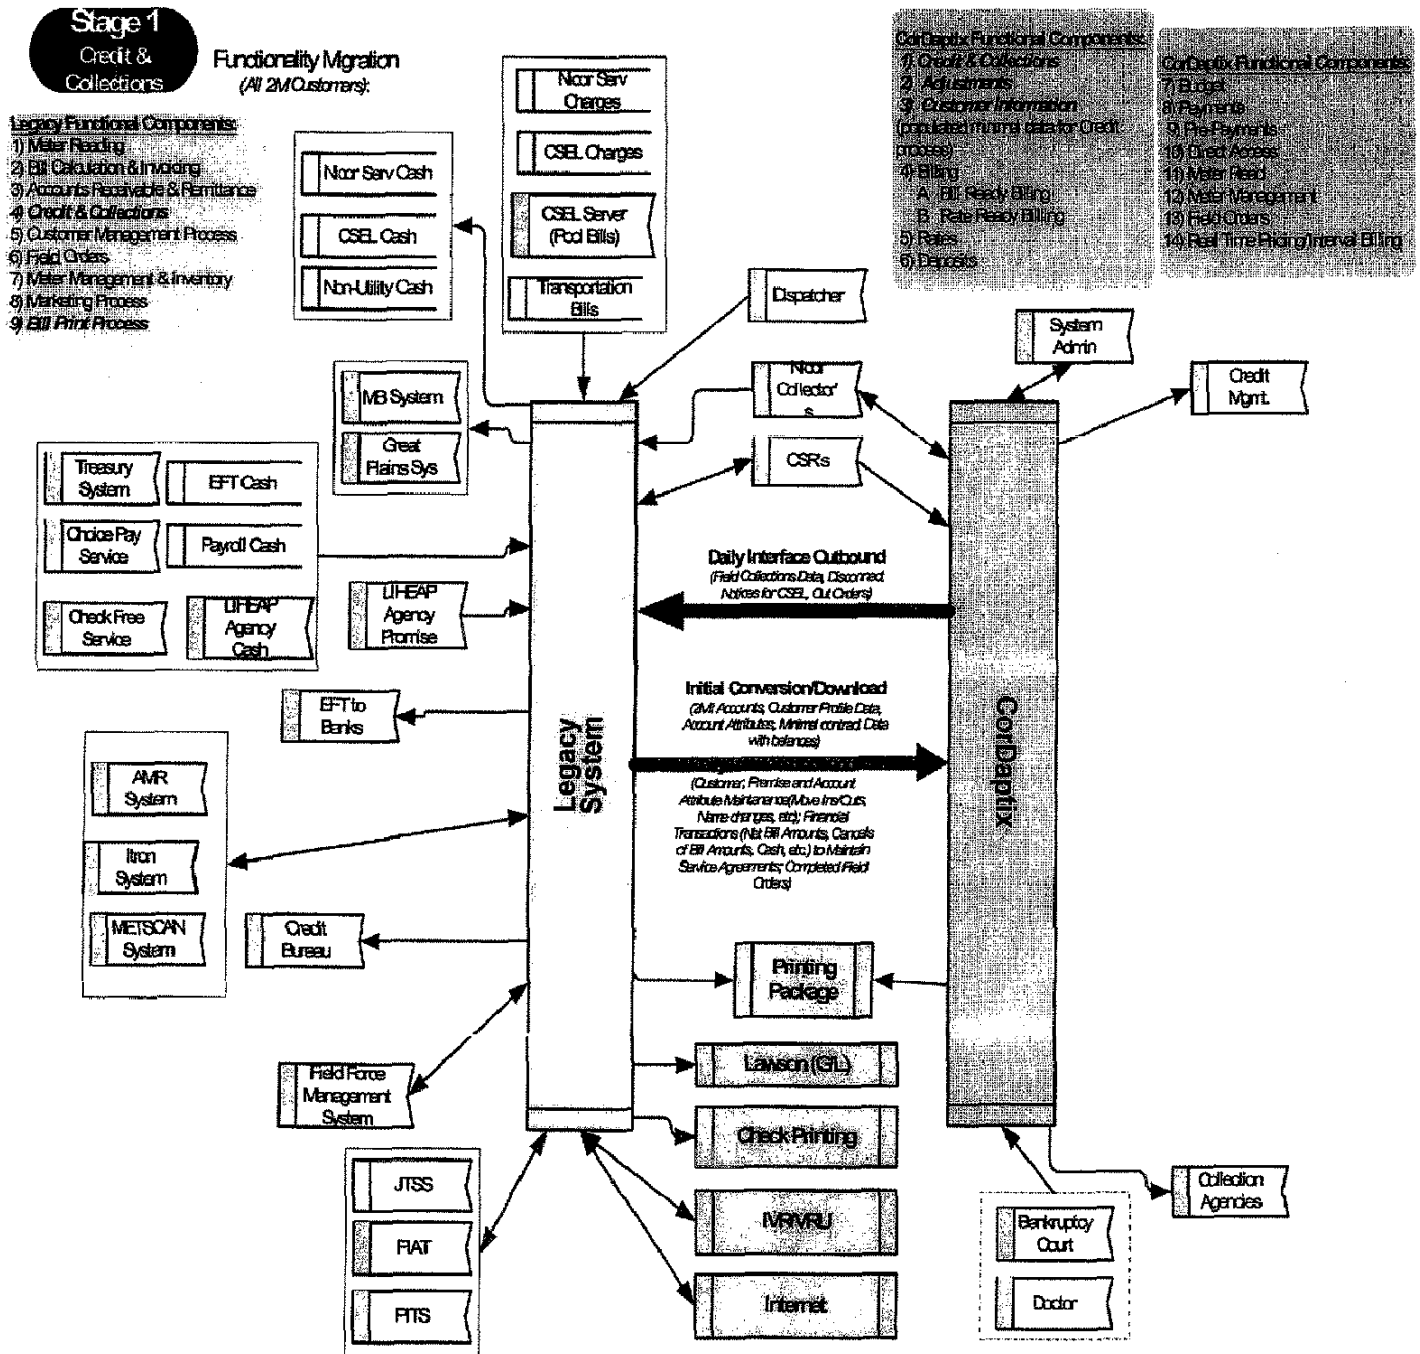 Stage 1
Credit &
Collections
Functionality Migration
(All 2M Customers):
Legacy Functional Components:
1) Meter Reading
2) Bill Calculation & Invoicing
3) Accounts Receivable & Remittance
4) Credit & Collections
5) Customer Management Process
6) Field Orders
7) Meter Management & Inventory
8) Marketing Process
9) Bill Print Process
CorDaptix Functional Components:
1) Credit & Collections
2) Adjustments
3) Customer Information
(populated minimal data for Credit
process)
4) Billing
A. Bill Ready Billing
B. Rate Ready Billing
5) Rates
6) Deposits
CorDaptix Functional Components:
7) Budget
8) Payments
9) Pre-Payments
10) Direct Access
11) Meter Read
12) Meter Management
13) Field Orders
14) Real Time Pricing/Interval Billing
Nicor Serv
Charges
CSEL Charges
CSEL Server
(Pool Bills)
Transportation
Bills
Nicor Serv Cash
CSEL Cash
Non-Utility Cash
Dispatcher
System
Admin
Nicor
Collector's
Credit
Mgmt.
MB System
Great
Plains Sys
CSR's
Treasury
System
EFT Cash
Choice Pay
Service
Payroll Cash
Check Free
Service
LIHEAP
Agency
Cash
LIHEAP
Agency
Promise
Daily Interface Outbound
(Field Collections Data, Disconnect
Notices for CSEL, Out Orders)
EFT to
Banks
Initial Conversion/Download
(2MI Accounts, Customer Profile Data,
Account Attributes, Minimal contract Data
with balances)
Legacy
System
CorDaptix
(Customer, Premise and Account
Attribute Maintanence(Move Ins/Outs,
Name changes, etc); Financial
Transactions (Net Bill Amounts, Cancels
of Bill Amounts, Cash, etc.) to Maintain
Service Agreements; Completed Field
Orders)
AMR
System
Itron
System
METSCAN
System
Credit
Bureau
Printing
Package
Field Force
Management
System
Lawson (G/L)
Check Printing
IVR/VRU
Internet
JTSS
FIAT
PITS
Collection
Agencies
Bankruptcy
Court
Doctor